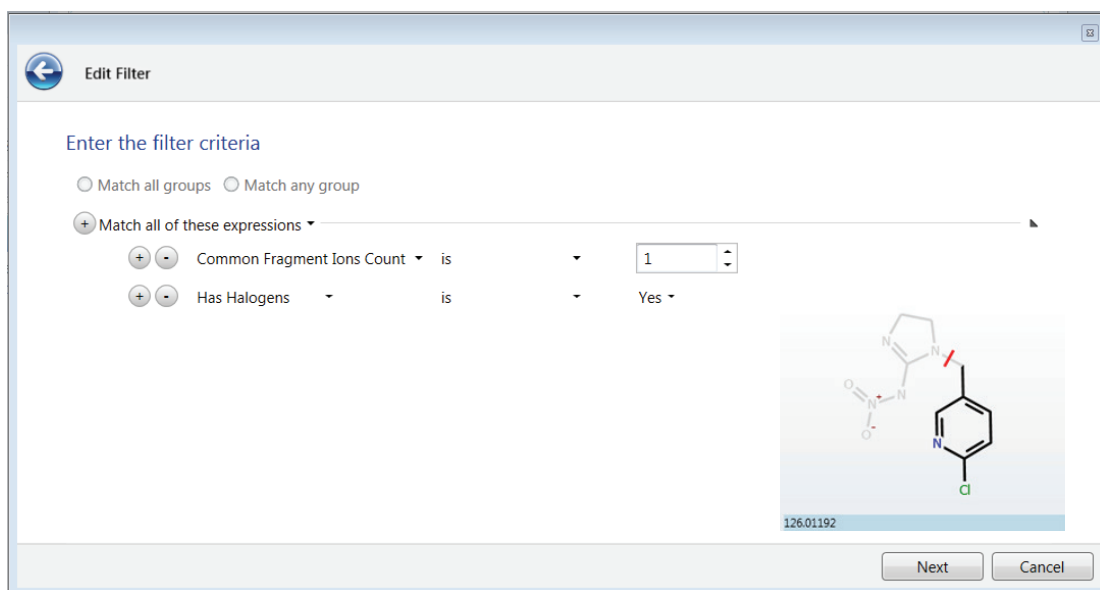 Edit Filter
Enter the filter criteria
Match all groups Match any group
+ Match all of these expressions
+ - Common Fragment Ions Count is 1
+ - Has Halogens is Yes
N
N
O
N+
N
O-
N
Cl
126.01192
Next Cancel